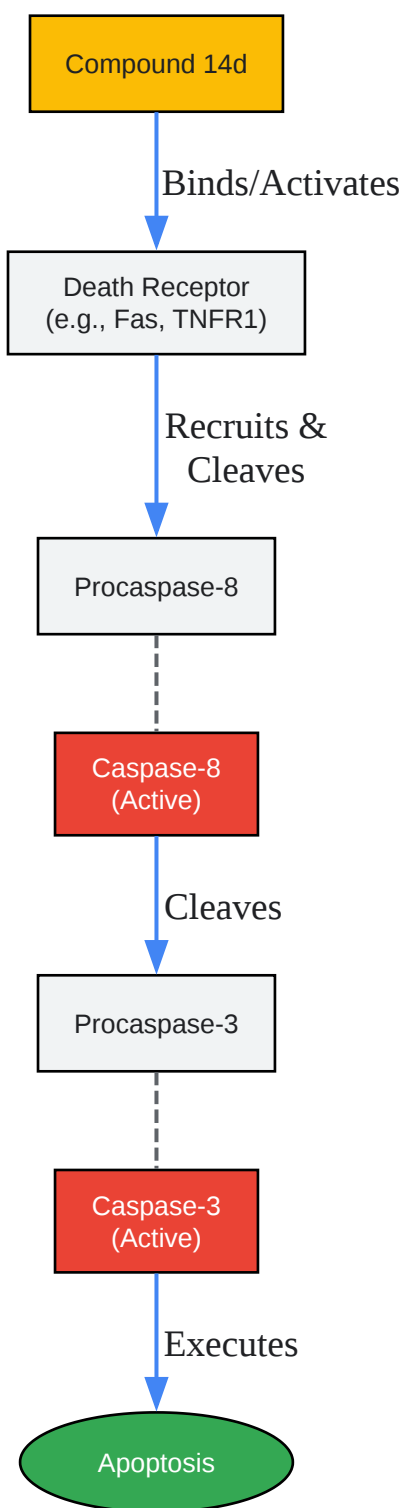 Compound 14d
Binds/Activates
Death Receptor
(e.g., Fas, TNFR1)
Recruits &
Cleaves
Procaspase-8
Caspase-8
(Active)
Cleaves
Procaspase-3
Caspase-3
(Active)
Executes
Apoptosis